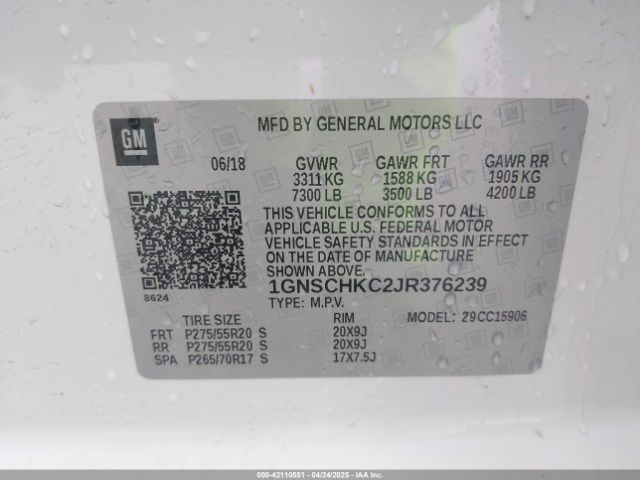 GM
MFD BY GENERAL MOTORS LLC
06/18 GVWR GAWR FRT GAWR RR
3311 KG 1588 KG 1905 KG
7300 LB 3500 LB 4200 LB
THIS VEHICLE CONFORMS TO ALL
APPLICABLE U.S. FEDERAL MOTOR
VEHICLE SAFETY STANDARDS IN EFFECT
ON THE DATE OF MANUFACTURE
SHOWN ABOVE.
8624
1GNSCHKC2JR376239
TYPE: M.P.V. MODEL: 29CC15906
TIRE SIZE RIM
FRT P275/55R20 S 20X9J
RR P275/55R20 S 20X9J
SPA P265/70R17 S 17X7.5J
000-42110551 - 04/24/2025 - IAAI.COM